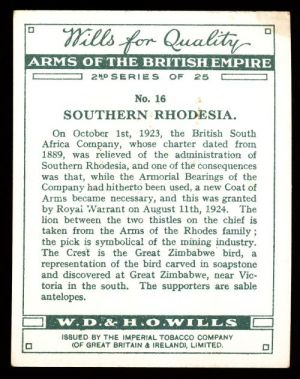 Wills for Quality
ARMS OF THE BRITISH EMPIRE
2ND SERIES OF 25
No. 16
SOUTHERN RHODESIA.
On October 1st, 1923, the British South
Africa Company, whose charter dated from
1889, was relieved of the administration of
Southern Rhodesia, and one of the consequences
was that, while the Armorial Bearings of the
Company had hitherto been used, a new Coat of
Arms became necessary, and this was granted
by Royal Warrant on August 11th, 1924. The
lion between the two thistles on the chief is
taken from the Arms of the Rhodes family;
the pick is symbolical of the mining industry.
The Crest is the Great Zimbabwe bird, a
representation of the bird carved in soapstone
and discovered at Great Zimbabwe, near Vic-
toria in the south. The supporters are sable
antelopes.
W.D. & H.O. WILLS
ISSUED BY THE IMPERIAL TOBACCO COMPANY
(OF GREAT BRITAIN & IRELAND), LIMITED.